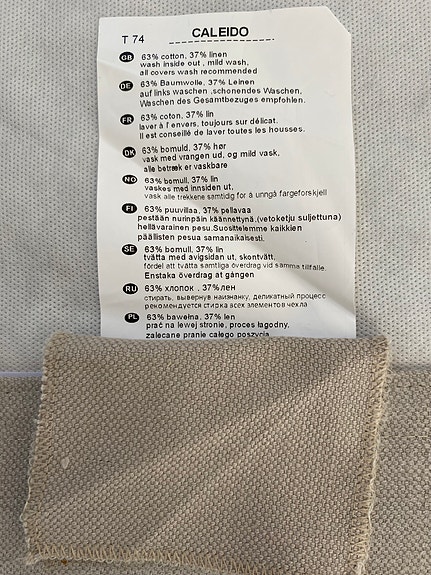 T 74 CALEIDO
GB 63% cotton, 37% linen
wash inside out , mild wash,
all covers wash recommended
DE 63% Baumwolle, 37% Leinen
auf links waschen ,schonendes Waschen,
Waschen des Gesamtbezuges empfohlen.
FR 63% coton, 37% lin
laver à l' envers, toujours sur délicat.
Il est conseillé de laver toutes les housses.
DK 63% bomuld, 37% hør
vask med vrangen ud, og mild vask,
alle betræk er vaskbare
NO 63% bomull, 37% lin
vaskes med innsiden ut,
vask alle trekkene samtidig for å unngå fargeforskjell
FI 63% puuvillaa, 37% pellavaa
pestään nurinpäin käännettynä,(vetoketju suljettuna)
hellävarainen pesu.Suosittelemme kaikkien
päällisten pesua samanaikaisesti.
SE 63% bomull, 37% lin
tvätta med avigsidan ut, skontvätt,
fördel att tvätta samtliga överdrag vid samma tillfälle.
Enstaka överdrag at gången
RU 63% хлопок , 37%лен
стирать, вывернув наизнанку, деликатный процесс
рекомендуется стирка всех элементов чехла
PL 63% bawełna, 37% len
prać na lewej stronie, proces łagodny,
zalecane pranie całego poszycia